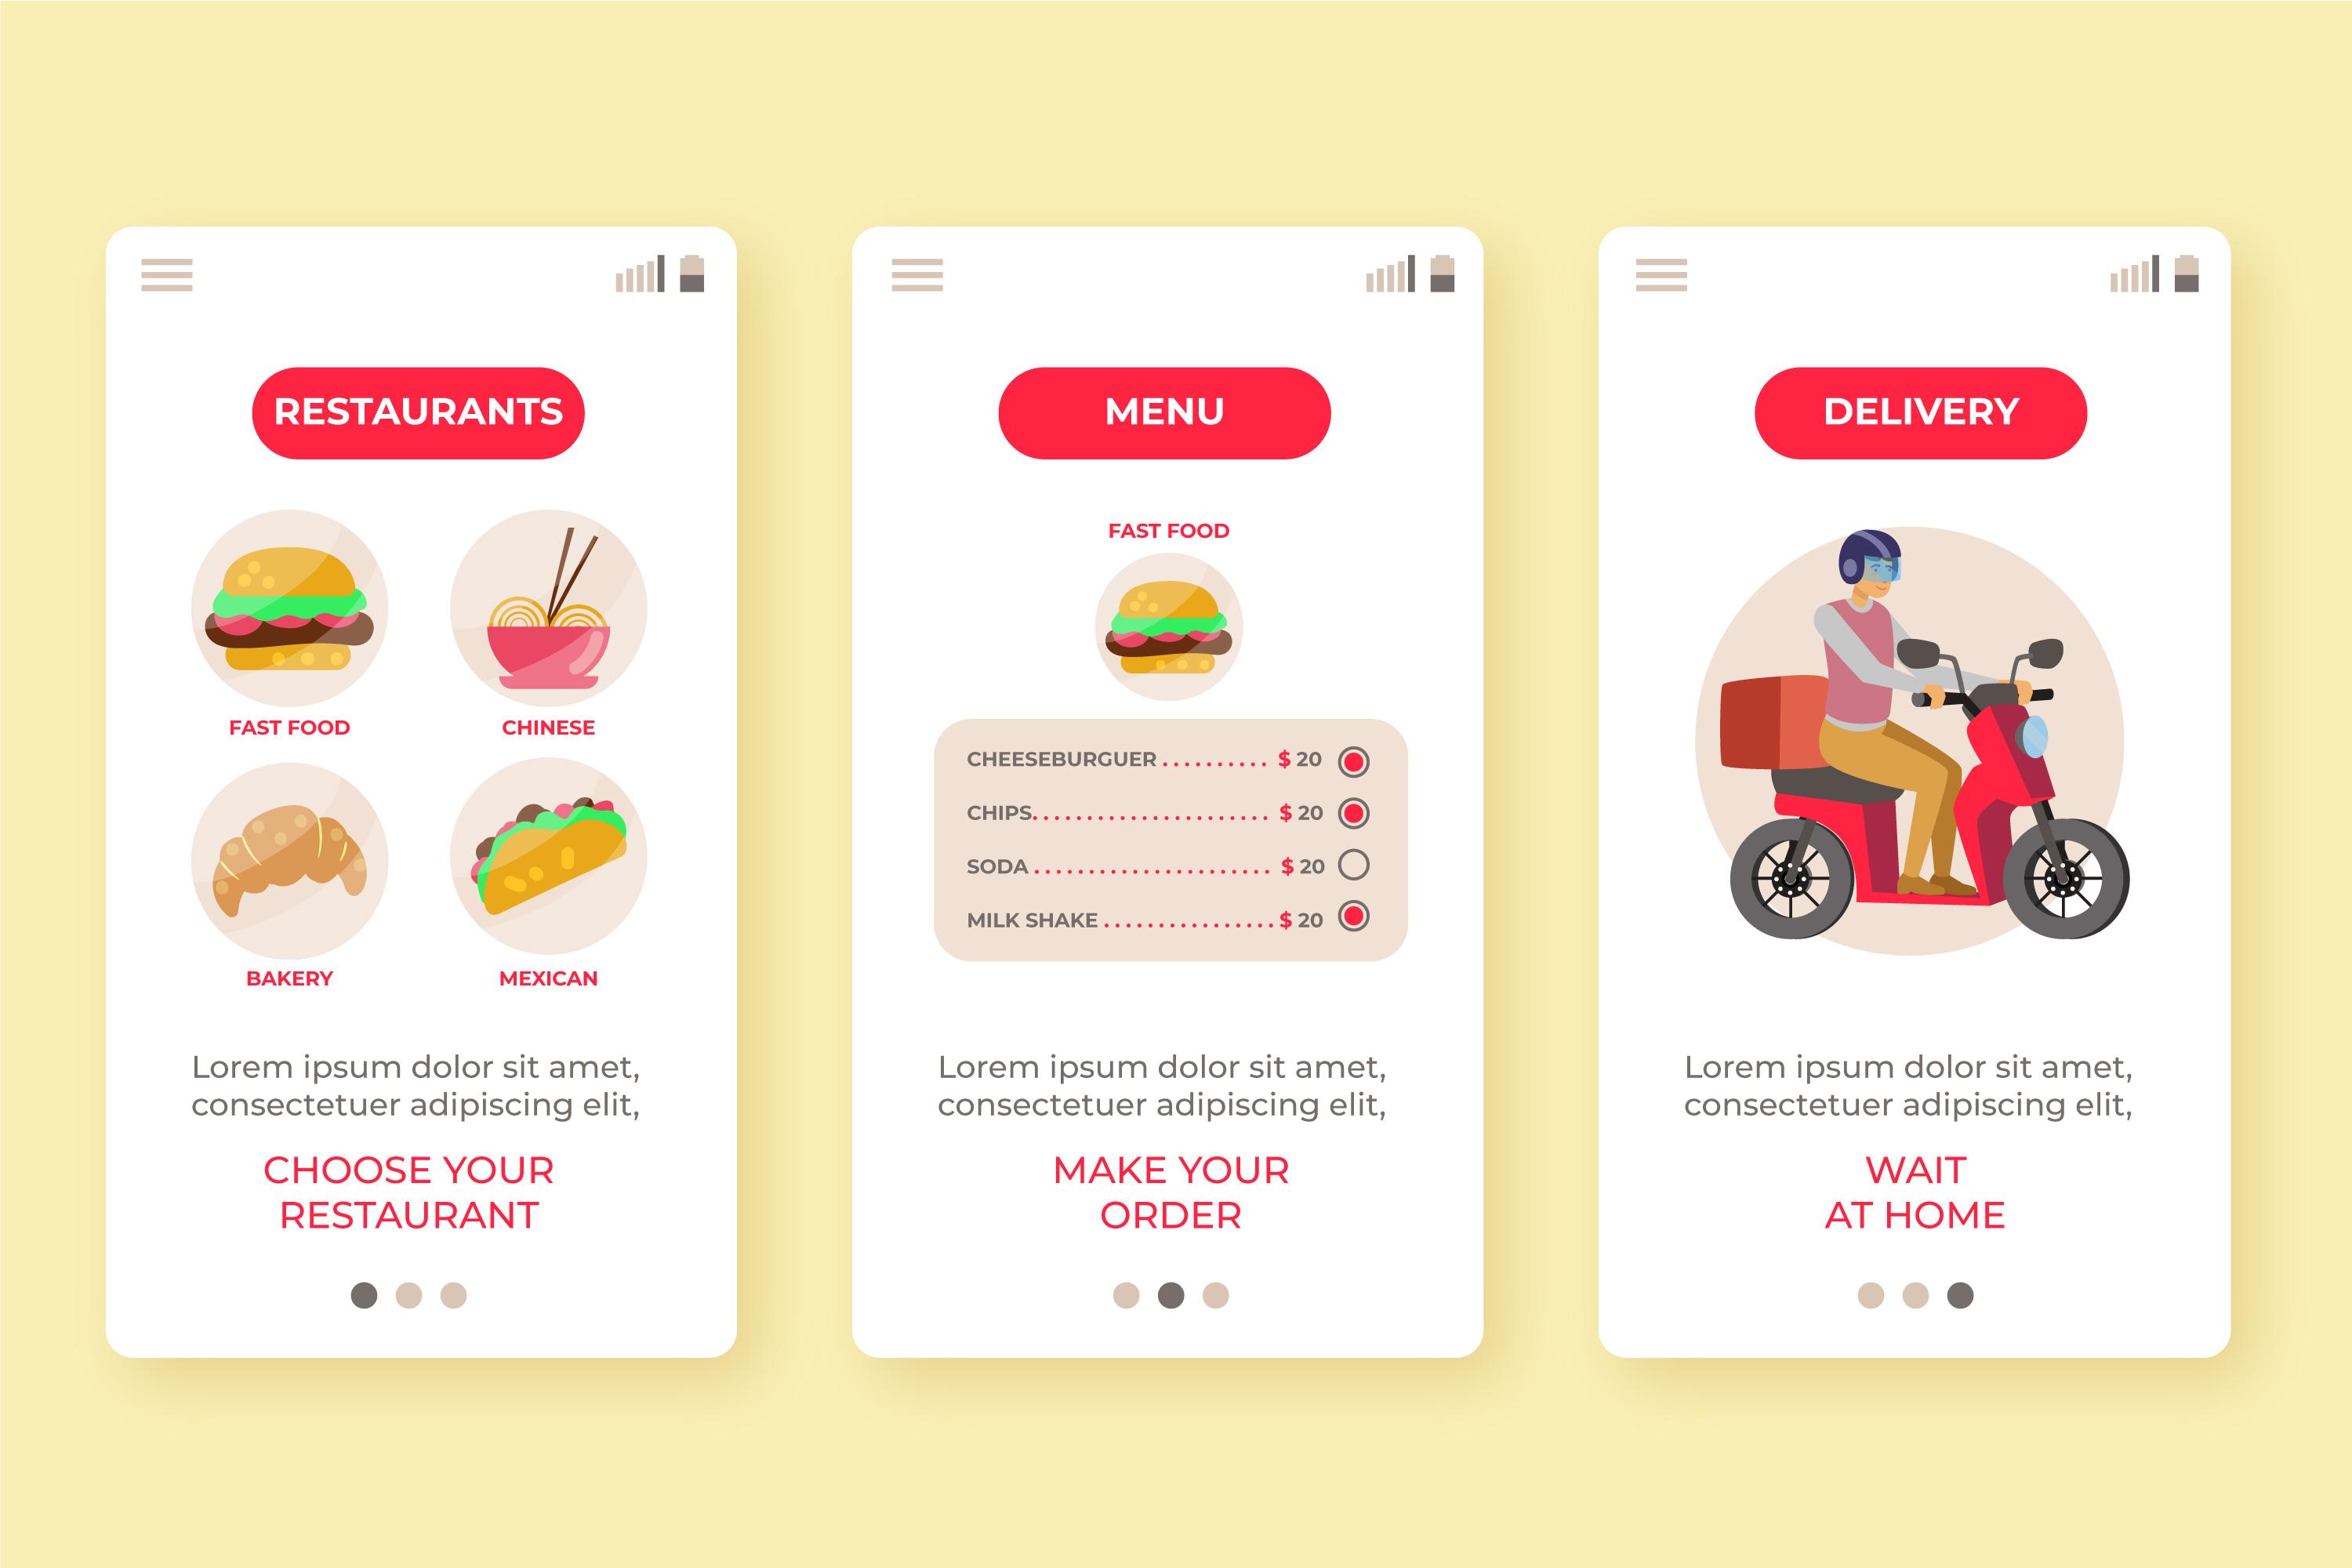 RESTAURANTS
FAST FOOD
CHINESE
BAKERY
MEXICAN
Lorem ipsum dolor sit amet,
consectetuer adipiscing elit,
CHOOSE YOUR
RESTAURANT
MENU
FAST FOOD
CHEESEBURGUER .......... $ 20
CHIPS...................... $ 20
SODA ...................... $ 20
MILK SHAKE ................ $ 20
Lorem ipsum dolor sit amet,
consectetuer adipiscing elit,
MAKE YOUR
ORDER
DELIVERY
Lorem ipsum dolor sit amet,
consectetuer adipiscing elit,
WAIT
AT HOME